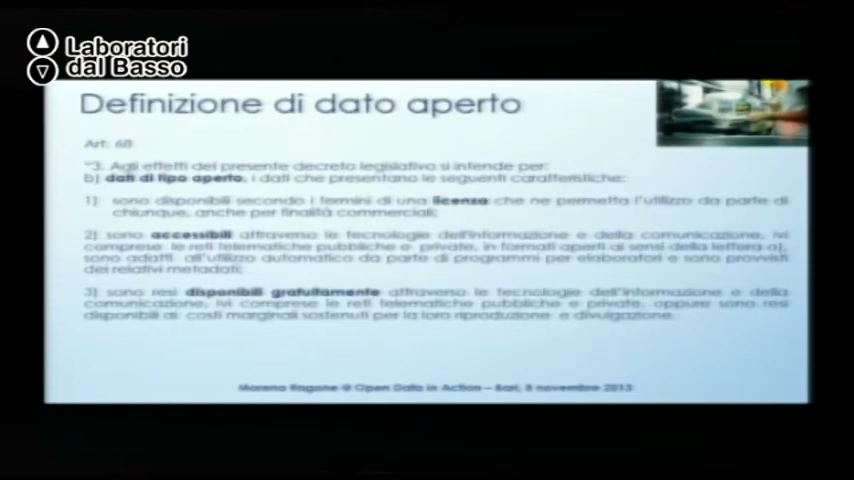 Laboratori
dal Basso
Definizione di dato aperto
Art. 68
"3. Agli effetti del presente decreto legislativo si intende per:
b) dati di tipo aperto, i dati che presentano le seguenti caratteristiche:
1) sono disponibili secondo i termini di una licenza che ne permetta l'utilizzo da parte di
chiunque, anche per finalità commerciali;
2) sono accessibili attraverso le tecnologie dell'informazione e della comunicazione, ivi
comprese le reti telematiche pubbliche e private, in formati aperti ai sensi della lettera a),
sono adatti all'utilizzo automatico da parte di programmi per elaboratori e sono provvisti
dei relativi metadati;
3) sono resi disponibili gratuitamente attraverso le tecnologie dell'informazione e della
comunicazione, ivi comprese le reti telematiche pubbliche e private, oppure sono resi
disponibili ai costi marginali sostenuti per la loro riproduzione e divulgazione.
Morena Ragone @ Open Data in Action – Bari, 8 novembre 2013